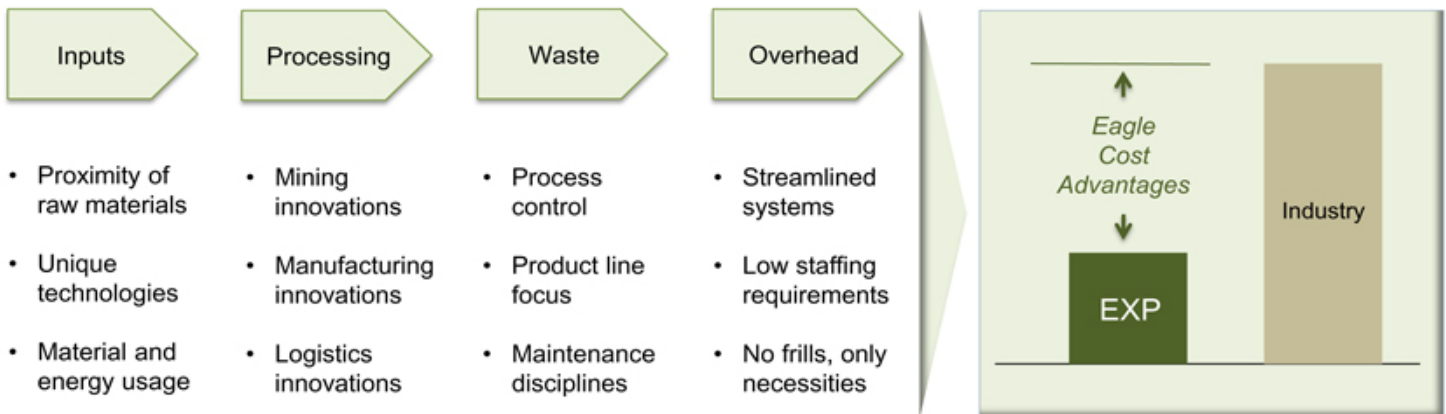 Inputs
Processing
Waste
Overhead
• Proximity of
raw materials
• Unique
technologies
• Material and
energy usage
• Mining
innovations
• Manufacturing
innovations
• Logistics
innovations
• Process
control
• Product line
focus
• Maintenance
disciplines
• Streamlined
systems
• Low staffing
requirements
• No frills, only
necessities
Eagle
Cost
Advantages
EXP
Industry